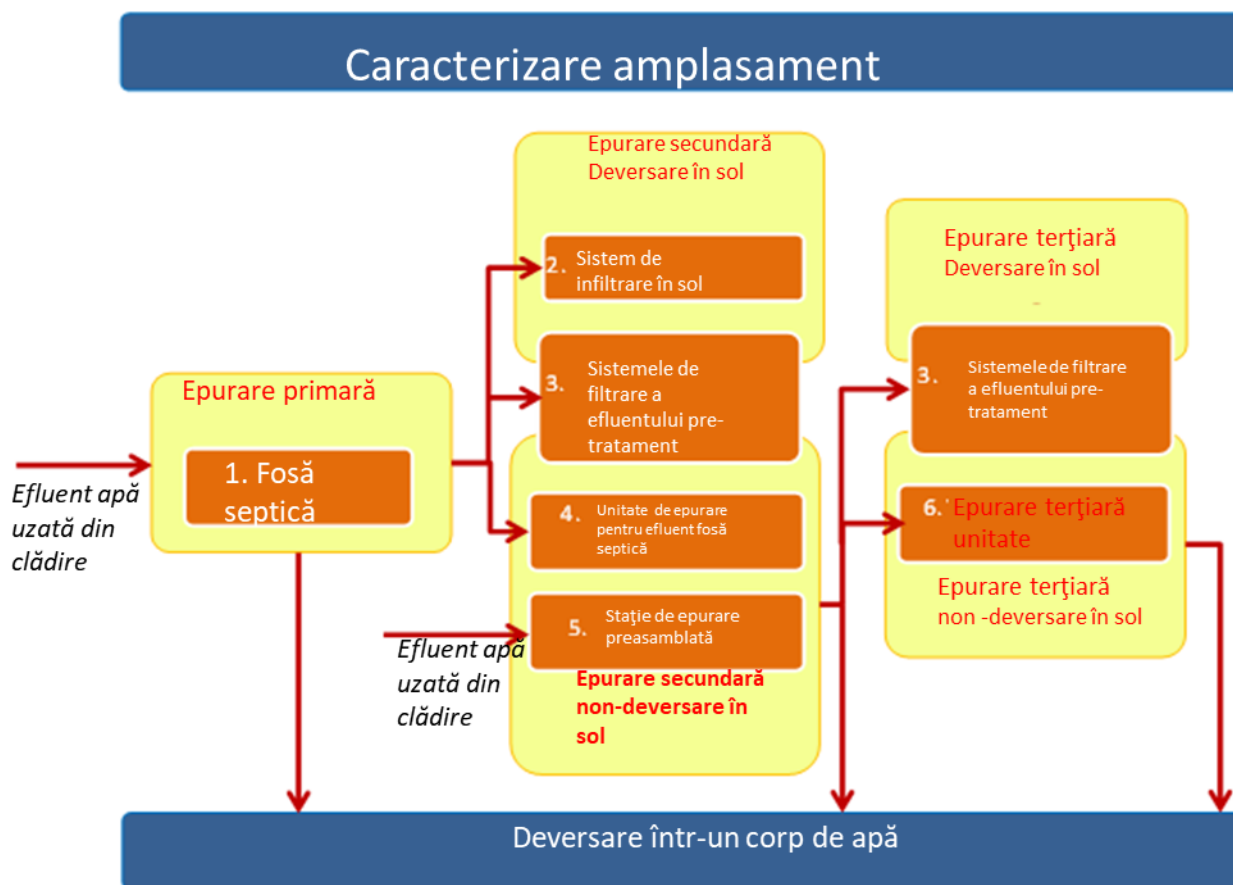 Caracterizare amplasament
Epurare secundară
Deversare în sol
2. Sistem de
infiltrare în sol
3. Sistemele de
filtrare a
efluentului pre-
tratament
Epurare terţiară
Deversare în sol
3. Sistemele de filtrare
a efluentului pre-
tratament
Epurare primară
1. Fosă
septică
Efluent apă
uzată din
clădire
4. Unitate de epurare
pentru efluent fosă
septică
5. Staţie de epurare
preasamblată
Efluent apă
uzată din
clădire
Epurare secundară
non-deversare în
sol
6. Epurare terţiară
unitate
Epurare terţiară
non -deversare în sol
Deversare într-un corp de apă